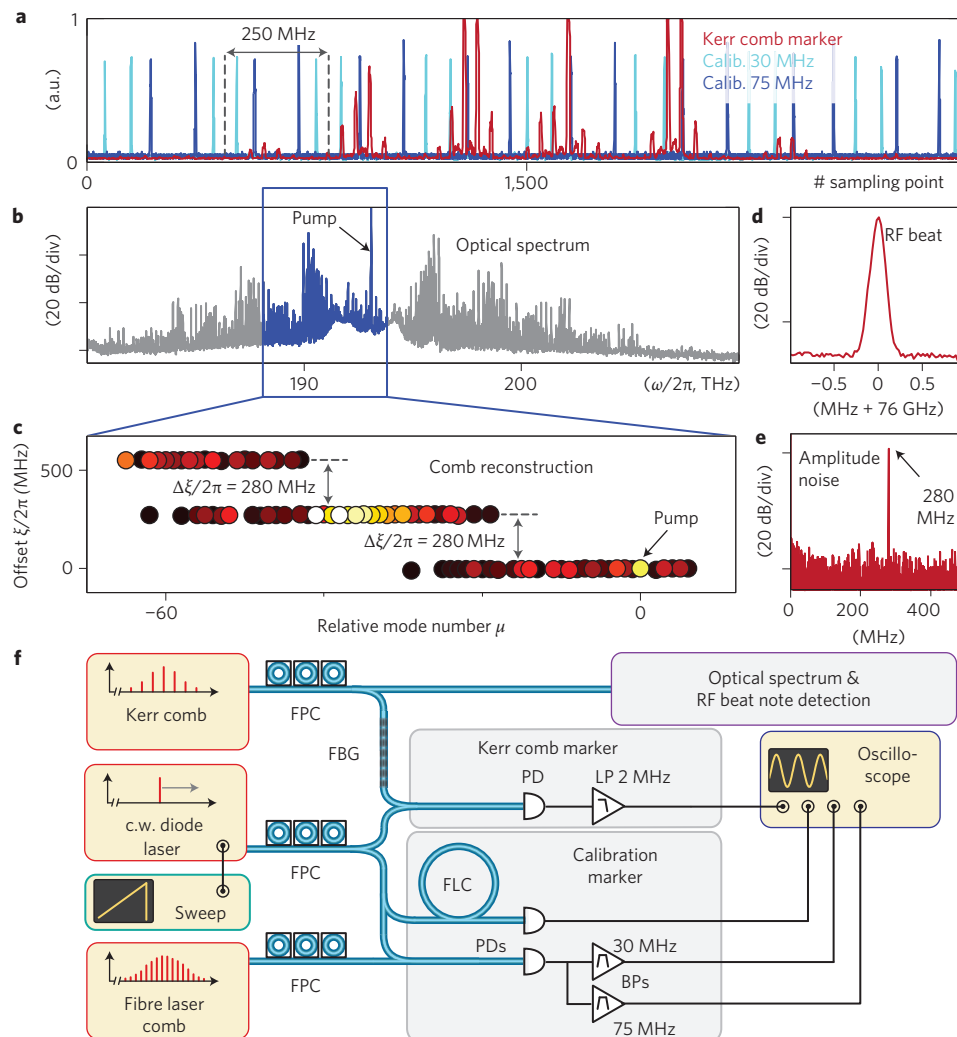 a
1
(a.u.)
0
250 MHz
Kerr comb marker
Calib. 30 MHz
Calib. 75 MHz
0
1,500
# sampling point
b
(20 dB/div)
Pump
Optical spectrum
190
200
(ω/2π, THz)
d
(20 dB/div)
RF beat
−0.5
0
0.5
(MHz + 76 GHz)
c
Offset ξ/2π (MHz)
500
0
Δξ/2π = 280 MHz
Comb reconstruction
Δξ/2π = 280 MHz
Pump
−60
0
Relative mode number μ
e
(20 dB/div)
Amplitude
noise
280
MHz
0
200
400
(MHz)
f
Kerr comb
FPC
Optical spectrum &
RF beat note detection
FBG
Kerr comb marker
PD
LP 2 MHz
Oscillo-
scope
c.w. diode
laser
FPC
Calibration
marker
FLC
Sweep
PDs
30 MHz
BPs
75 MHz
Fibre laser
comb
FPC